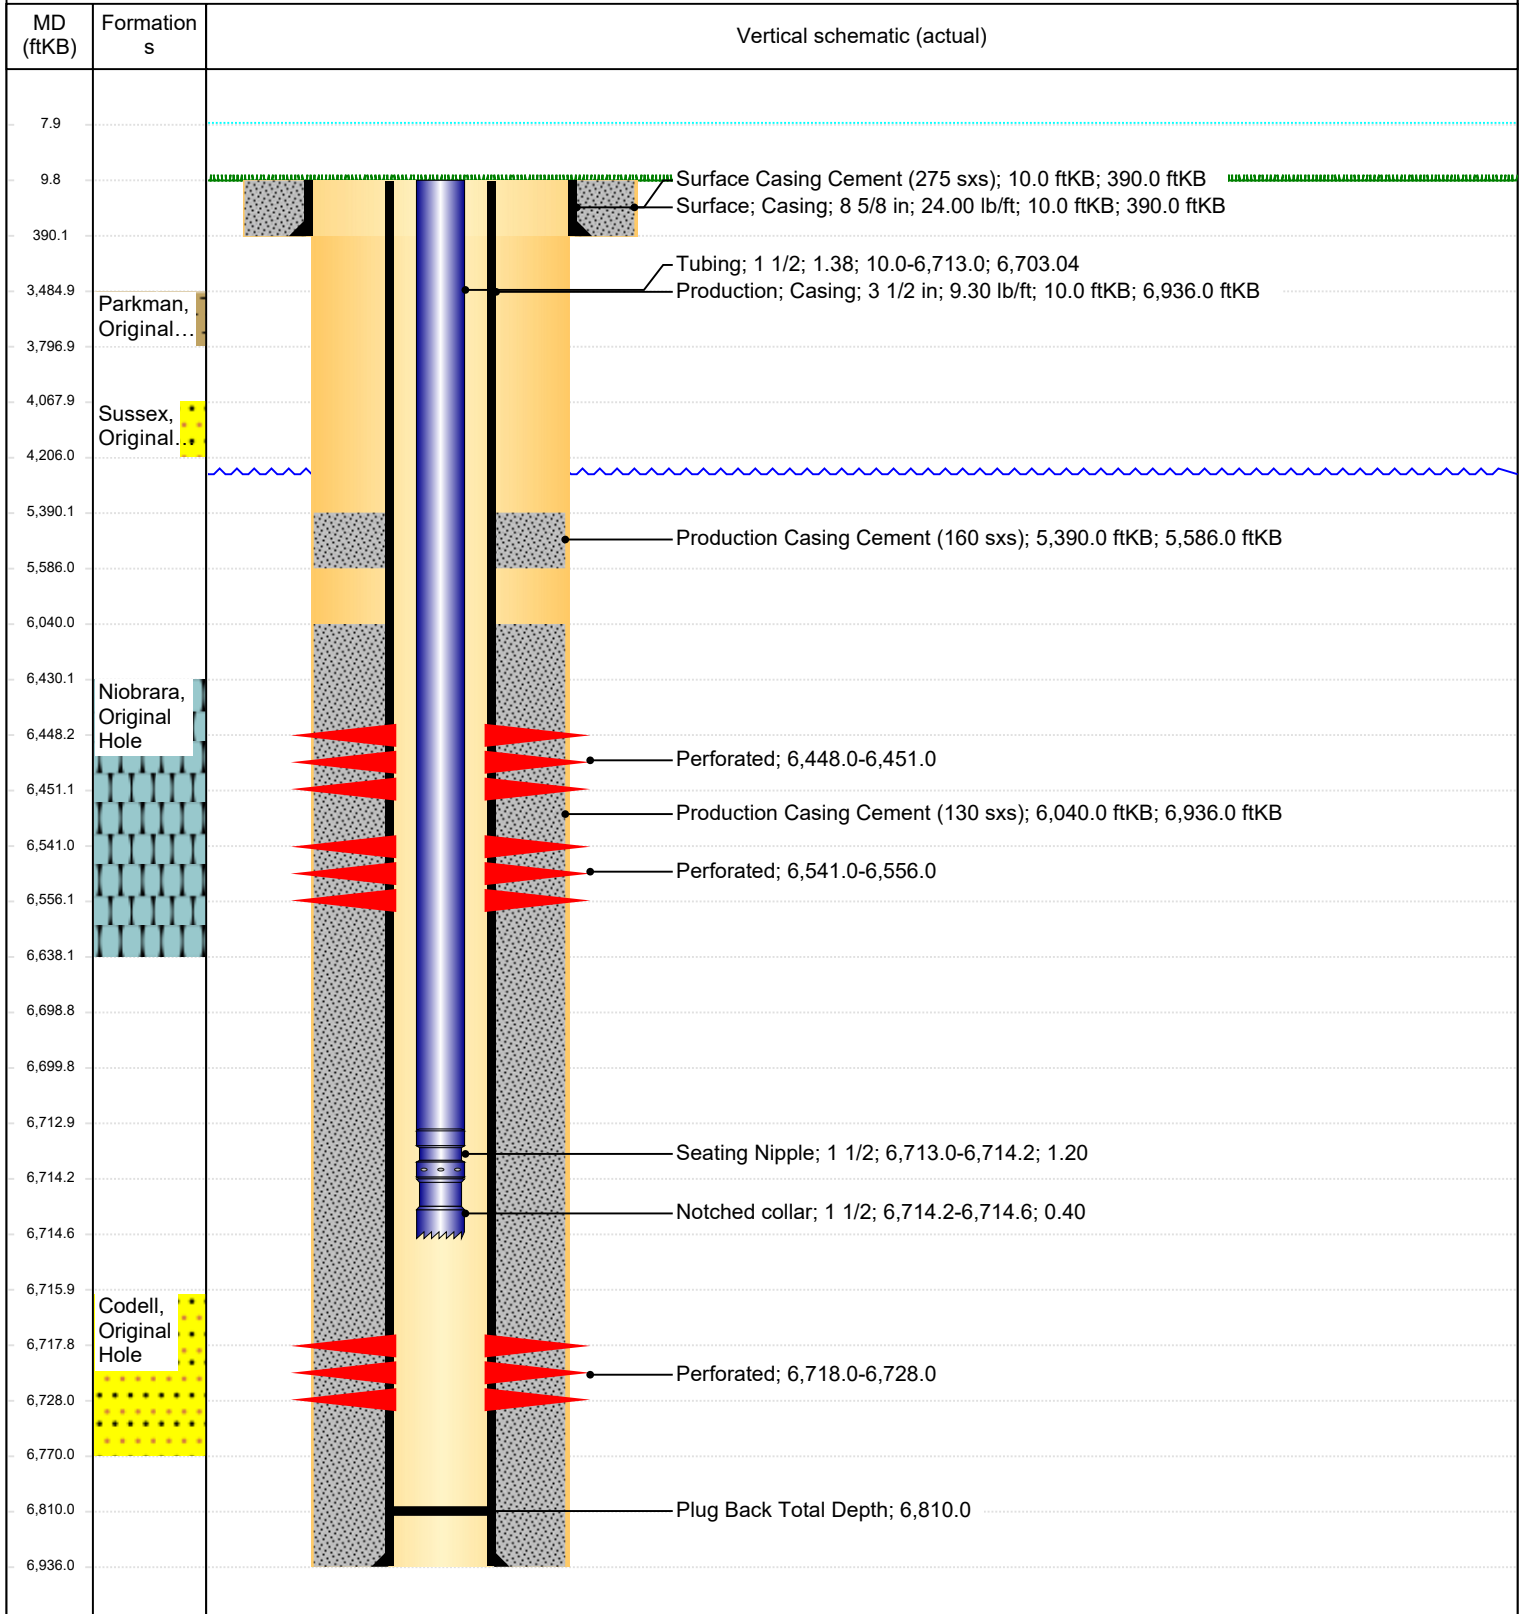 MD
(ftKB)
Formation
s
Vertical schematic (actual)
7.9
9.8
Surface Casing Cement (275 sxs); 10.0 ftKB; 390.0 ftKB
Surface; Casing; 8 5/8 in; 24.00 lb/ft; 10.0 ftKB; 390.0 ftKB
390.1
Tubing; 1 1/2; 1.38; 10.0-6,713.0; 6,703.04
3,484.9
Production; Casing; 3 1/2 in; 9.30 lb/ft; 10.0 ftKB; 6,936.0 ftKB
Parkman,
Original...
3,796.9
4,067.9
Sussex,
Original...
4,206.0
5,390.1
Production Casing Cement (160 sxs); 5,390.0 ftKB; 5,586.0 ftKB
5,586.0
6,040.0
6,430.1
Niobrara,
Original
Hole
6,448.2
Perforated; 6,448.0-6,451.0
6,451.1
Production Casing Cement (130 sxs); 6,040.0 ftKB; 6,936.0 ftKB
6,541.0
Perforated; 6,541.0-6,556.0
6,556.1
6,638.1
6,698.8
6,699.8
6,712.9
Seating Nipple; 1 1/2; 6,713.0-6,714.2; 1.20
6,714.2
Notched collar; 1 1/2; 6,714.2-6,714.6; 0.40
6,714.6
6,715.9
Codell,
Original
Hole
6,717.8
Perforated; 6,718.0-6,728.0
6,728.0
6,770.0
6,810.0
Plug Back Total Depth; 6,810.0
6,936.0